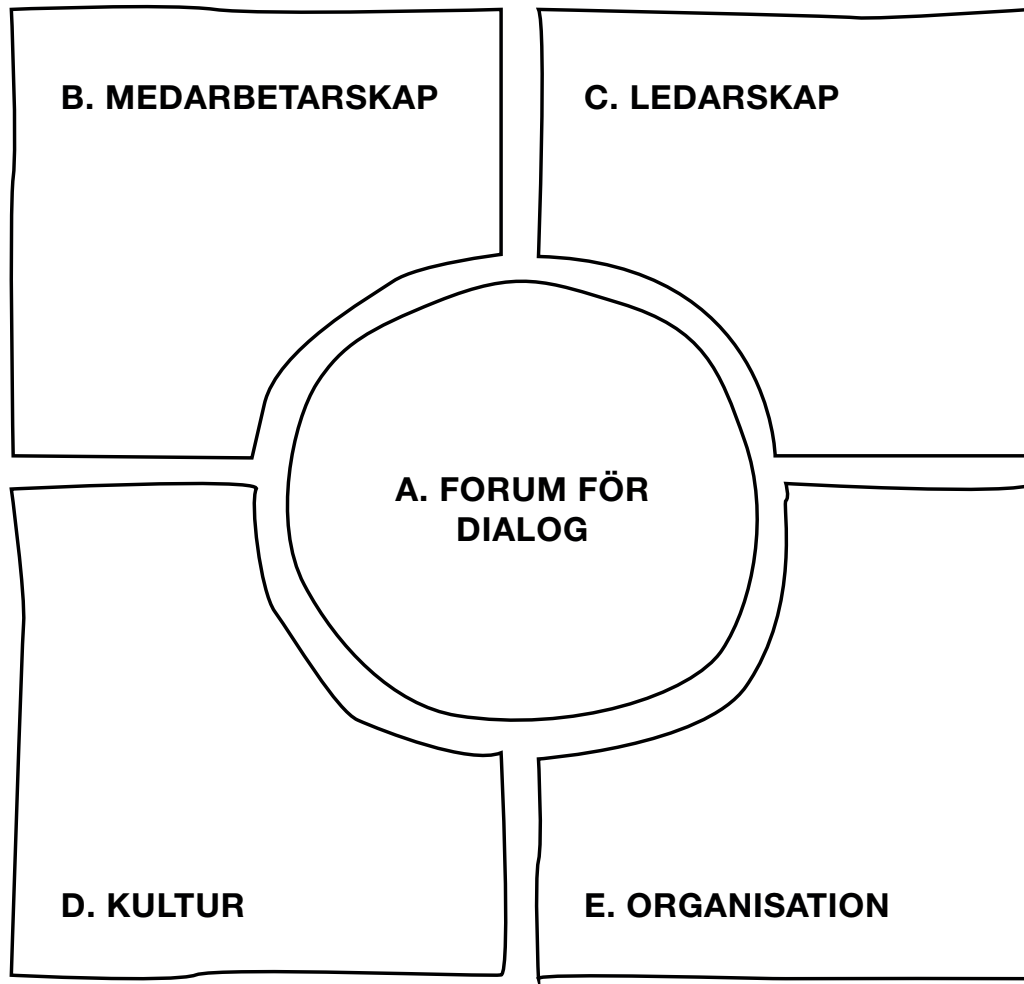 B. MEDARBETARSKAP
C. LEDARSKAP
A. FORUM FÖR
DIALOG
D. KULTUR
E. ORGANISATION